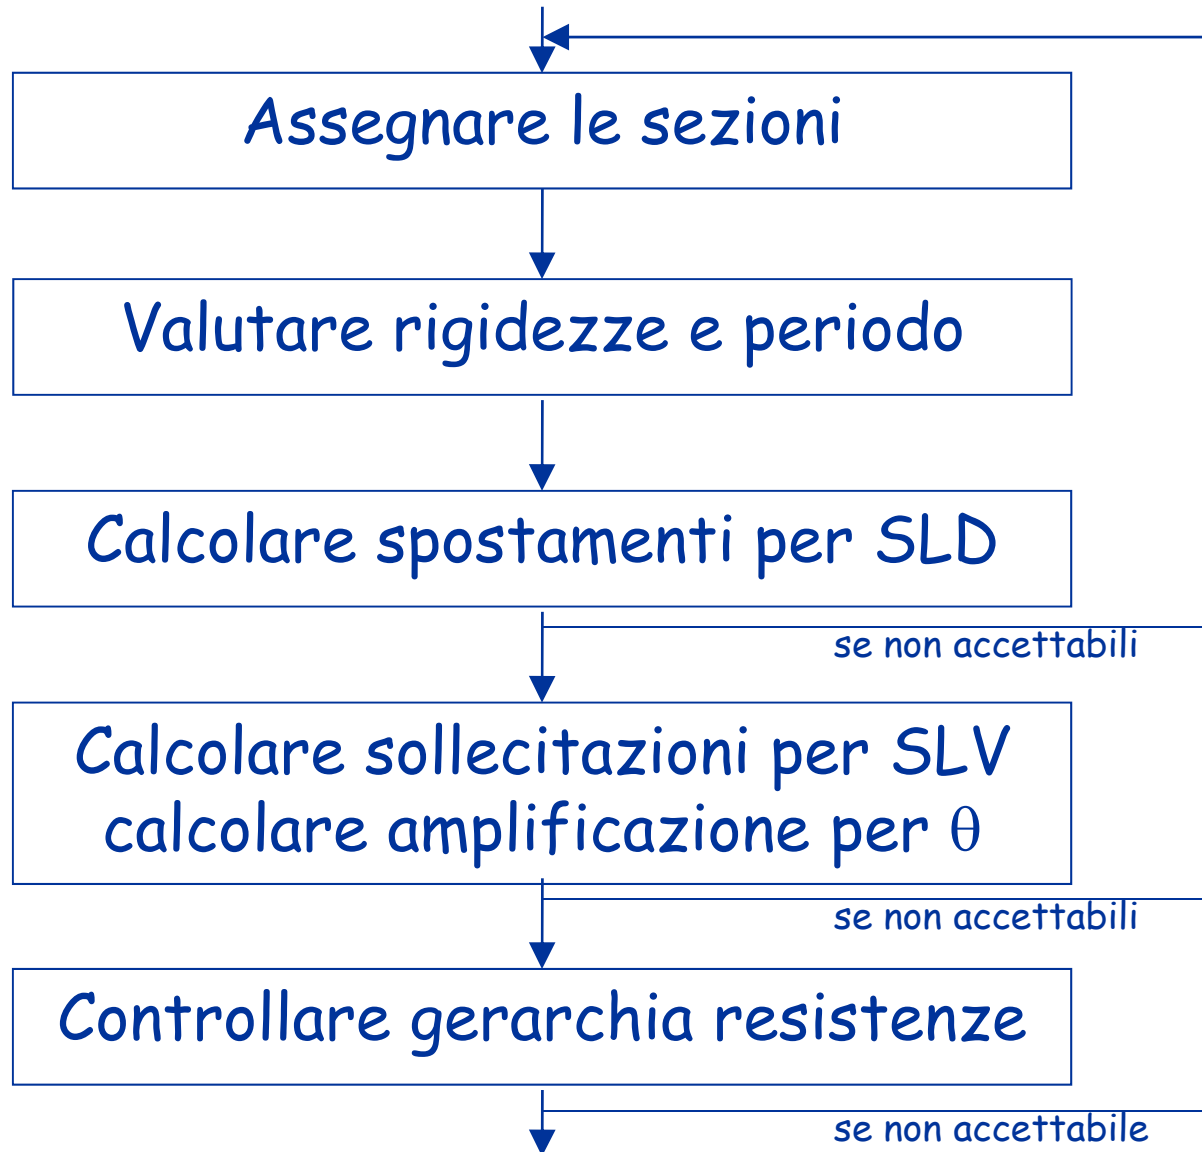 Assegnare le sezioni
Valutare rigidezze e periodo
Calcolare spostamenti per SLD
se non accettabili
Calcolare sollecitazioni per SLV
calcolare amplificazione per θ
se non accettabili
Controllare gerarchia resistenze
se non accettabile